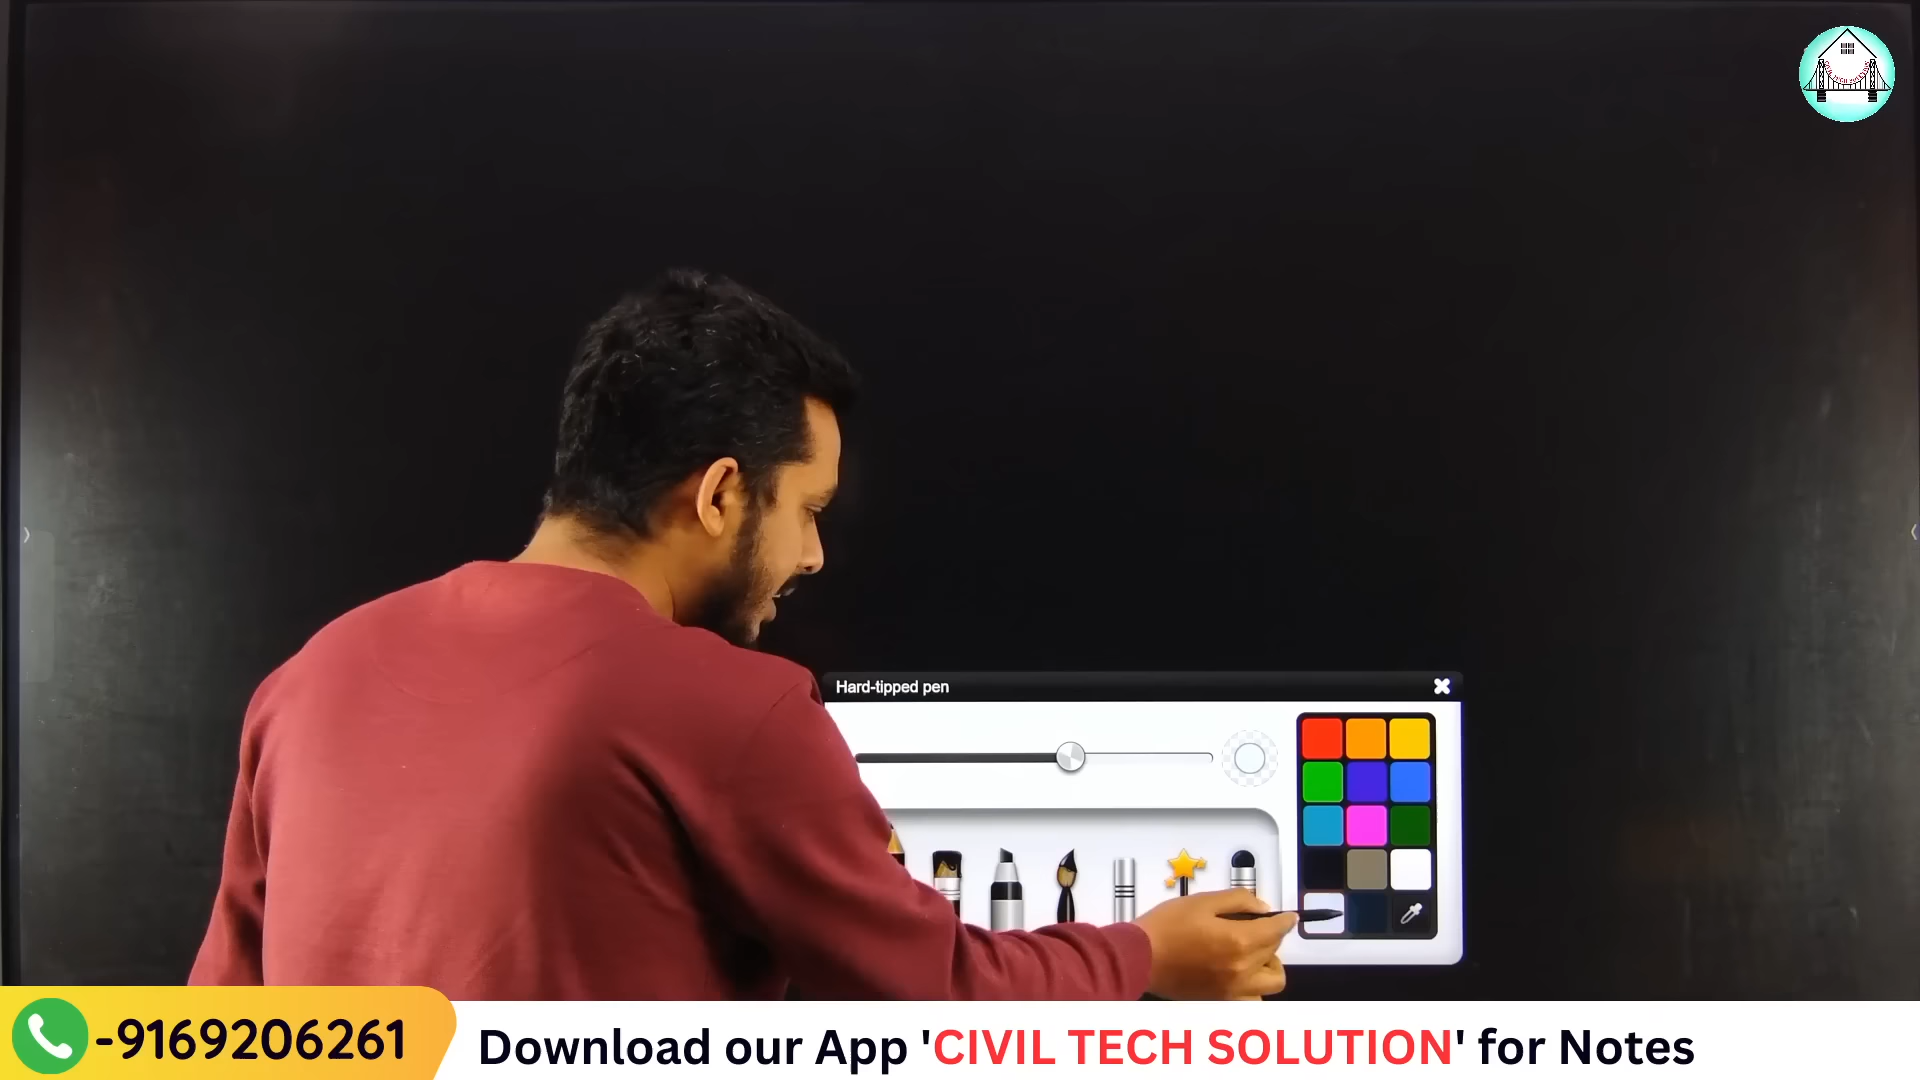 Hard-tipped pen
-9169206261
Download our App 'CIVIL TECH SOLUTION' for Notes